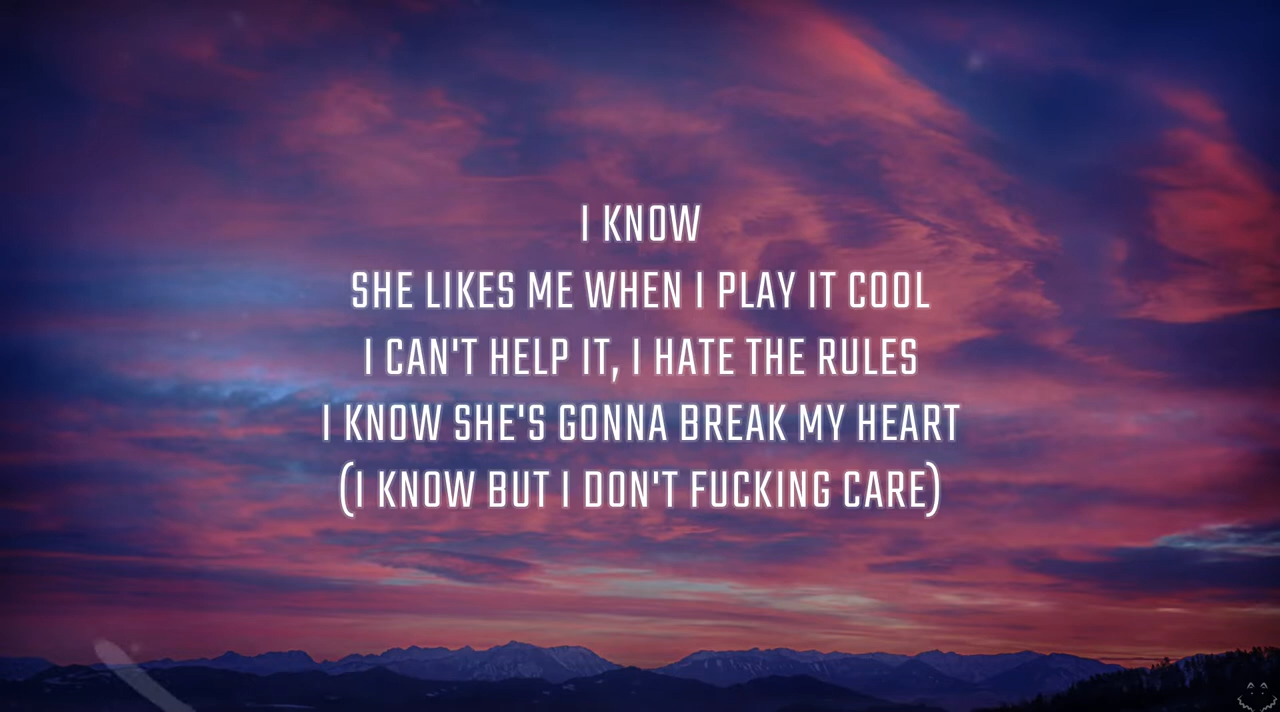 I KNOW
SHE LIKES ME WHEN I PLAY IT COOL
I CAN'T HELP IT, I HATE THE RULES
I KNOW SHE'S GONNA BREAK MY HEART
(I KNOW BUT I DON'T FUCKING CARE)